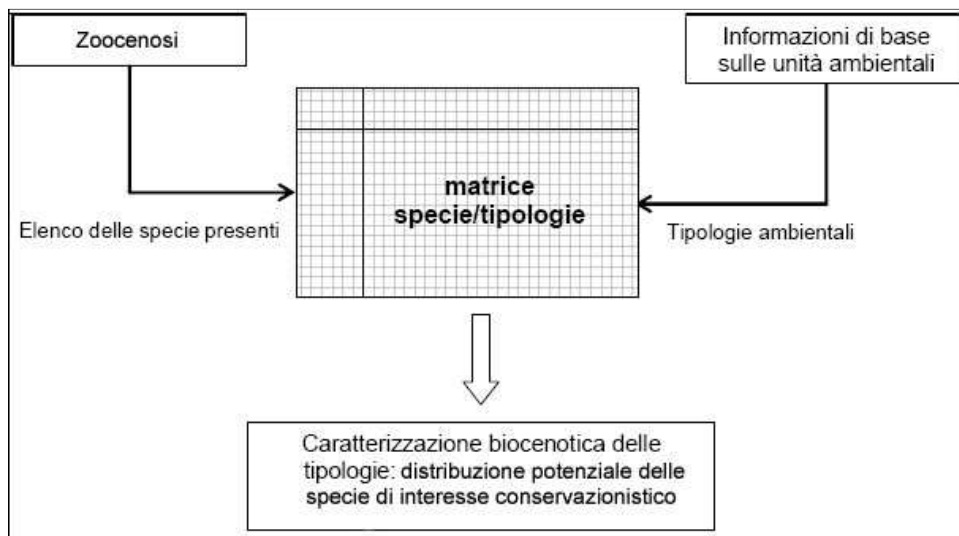 Zoocenosi
Informazioni di base
sulle unità ambientali
matrice
specie/tipologie
Elenco delle specie presenti
Tipologie ambientali
Caratterizzazione biocenotica delle
tipologie: distribuzione potenziale delle
specie di interesse conservazionistico